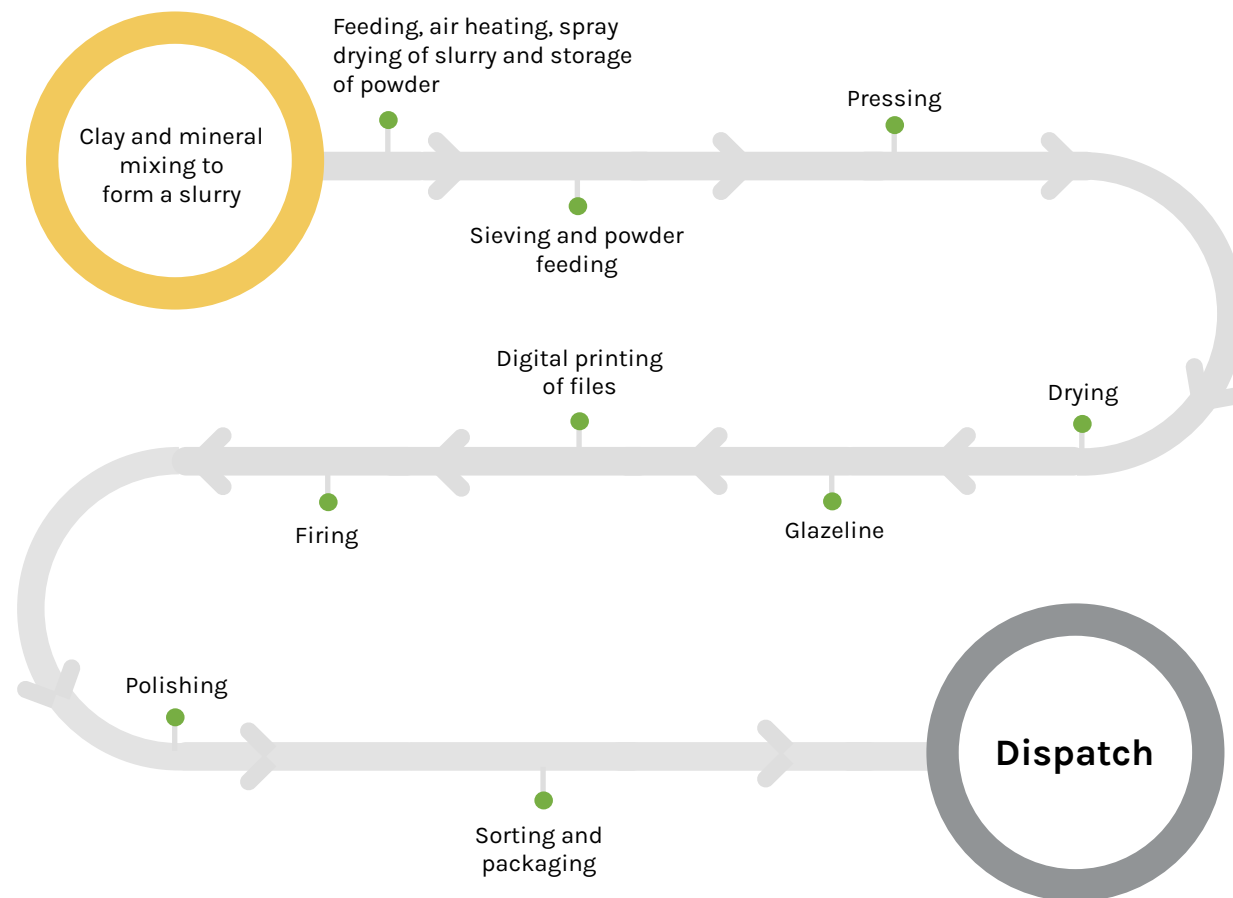 Clay and mineral
mixing to
form a slurry
Feeding, air heating, spray
drying of slurry and storage
of powder
Sieving and powder
feeding
Pressing
Drying
Glazeline
Digital printing
of files
Firing
Polishing
Sorting and
packaging
Dispatch